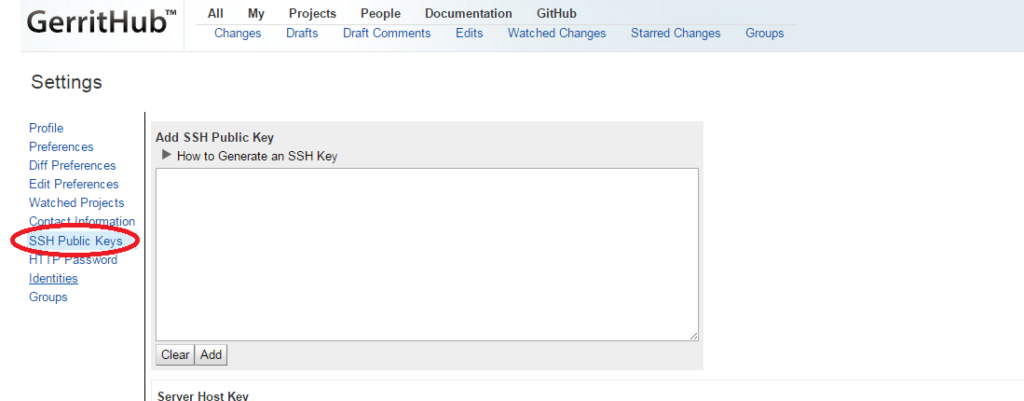 GerritHub™
All My Projects People Documentation GitHub
Changes Drafts Draft Comments Edits Watched Changes Starred Changes Groups
Settings
Profile
Preferences
Diff Preferences
Edit Preferences
Watched Projects
Contact Information
SSH Public Keys
HTTP Password
Identities
Groups
Add SSH Public Key
How to Generate an SSH Key
Clear Add
Server Host Key